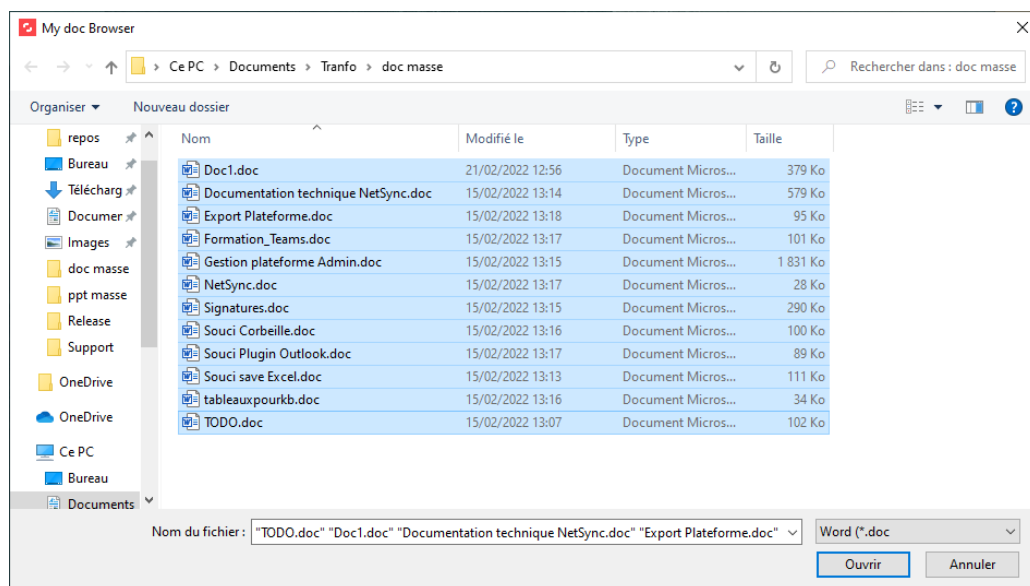 My doc Browser
Ce PC > Documents > Tranfo > doc masse
Rechercher dans : doc masse
Organiser
Nouveau dossier
Nom
Modifié le
Type
Taille
repos
Bureau
Télécharg
Documer
Images
doc masse
ppt masse
Release
Support
OneDrive
OneDrive
Ce PC
Bureau
Documents
Doc1.doc 21/02/2022 12:56 Document Micros... 379 Ko
Documentation technique NetSync.doc 15/02/2022 13:14 Document Micros... 579 Ko
Export Plateforme.doc 15/02/2022 13:18 Document Micros... 95 Ko
Formation_Teams.doc 15/02/2022 13:17 Document Micros... 101 Ko
Gestion plateforme Admin.doc 15/02/2022 13:15 Document Micros... 1 831 Ko
NetSync.doc 15/02/2022 13:17 Document Micros... 28 Ko
Signatures.doc 15/02/2022 13:15 Document Micros... 290 Ko
Souci Corbeille.doc 15/02/2022 13:16 Document Micros... 100 Ko
Souci Plugin Outlook.doc 15/02/2022 13:17 Document Micros... 89 Ko
Souci save Excel.doc 15/02/2022 13:13 Document Micros... 111 Ko
tableauxpourkb.doc 15/02/2022 13:16 Document Micros... 34 Ko
TODO.doc 15/02/2022 13:07 Document Micros... 102 Ko
Nom du fichier : "TODO.doc" "Doc1.doc" "Documentation technique NetSync.doc" "Export Plateforme.doc"
Word (*.doc
Ouvrir
Annuler